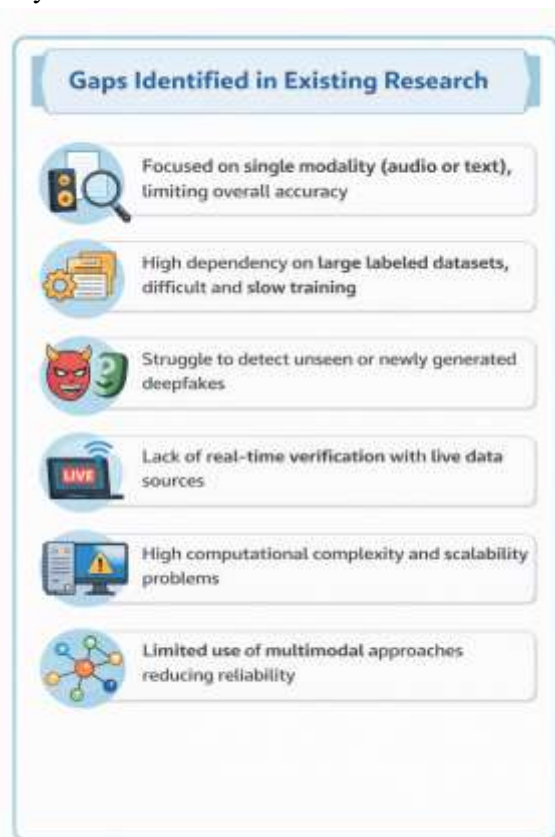 Gaps Identified in Existing Research
Focused on single modality (audio or text),
limiting overall accuracy
High dependency on large labeled datasets,
difficult and slow training
Struggle to detect unseen or newly generated
deepfakes
Lack of real-time verification with live data
sources
LIVE
High computational complexity and scalability
problems
Limited use of multimodal approaches
reducing reliability